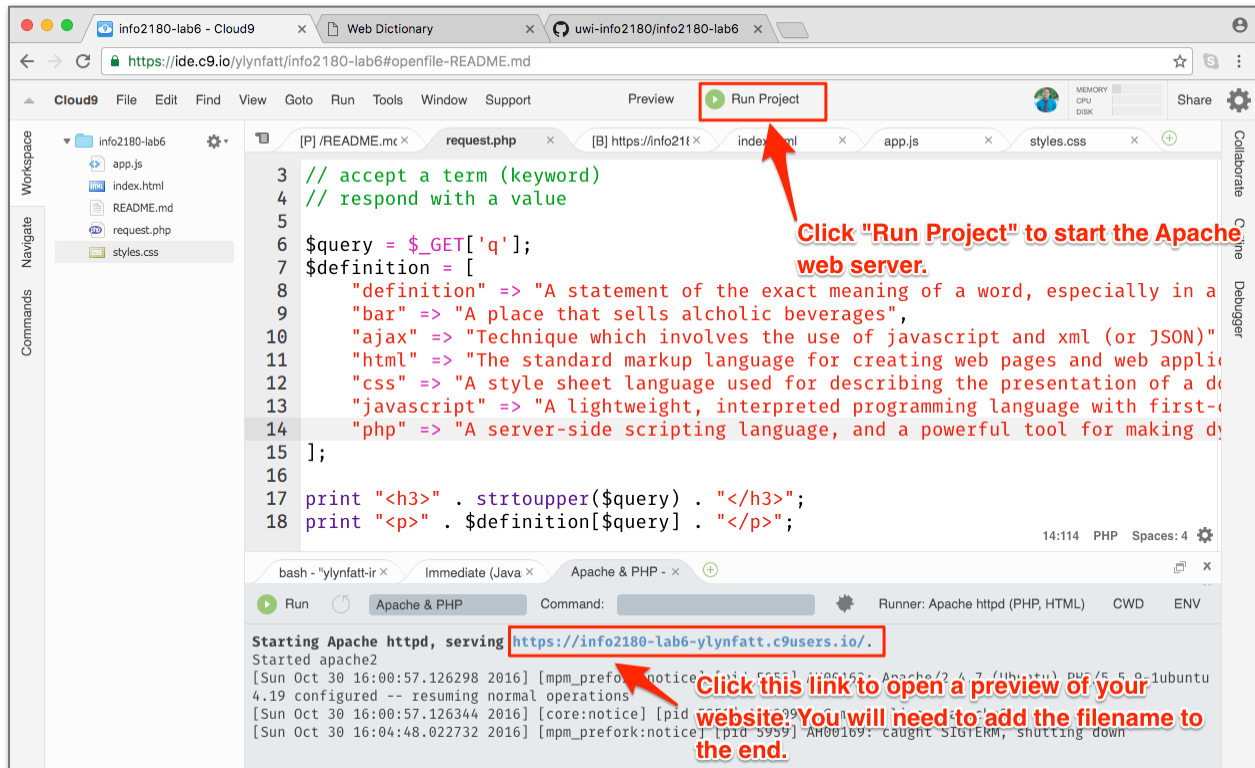 info2180-lab6 - Cloud9
Web Dictionary
uwi-info2180/info2180-lab6
https://ide.c9.io/ylynfatt/info2180-lab6#openfile-README.md
Cloud9 File Edit Find View Goto Run Tools Window Support Preview Run Project MEMORY CPU DISK Share
Workspace
Navigate
Commands
info2180-lab6
app.js
index.html
README.md
request.php
styles.css
[P] /README.mc
request.php
[B] https://info218
app.js
styles.css
Collaborate
Debugger
3 // accept a term (keyword)
4 // respond with a value
5
6 $query = $_GET['q'];
7 $definition = [
8 "definition" => "A statement of the exact meaning of a word, especially in a
9 "bar" => "A place that sells alcholic beverages",
10 "ajax" => "Technique which involves the use of javascript and xml (or JSON)"
11 "html" => "The standard markup language for creating web pages and web applic
12 "css" => "A style sheet language used for describing the presentation of a do
13 "javascript" => "A lightweight, interpreted programming language with first-c
14 "php" => "A server-side scripting language, and a powerful tool for making dy
15 ];
16
17 print "<h3>" . strtoupper($query) . "</h3>";
18 print "<p>" . $definition[$query] . "</p>";
Click "Run Project" to start the Apache
web server.
14:114 PHP Spaces: 4
bash - "ylynfatt-ir
Immediate (Java
Apache & PHP -
Run Apache & PHP Command: Runner: Apache httpd (PHP, HTML) CWD ENV
Starting Apache httpd, serving https://info2180-lab6-ylynfatt.c9users.io/.
Started apache2
[Sun Oct 30 16:00:57.126298 2016] [mpm_prefork:notice] [pid
4.19 configured -- resuming normal operations
[Sun Oct 30 16:00:57.126344 2016] [core:notice] [pid
[Sun Oct 30 16:04:48.022732 2016] [mpm_prefork:notice] [pid 5959] AH00169: caught SIGTERM, shutting down
Click this link to open a preview of your
website. You will need to add the filename to
the end.